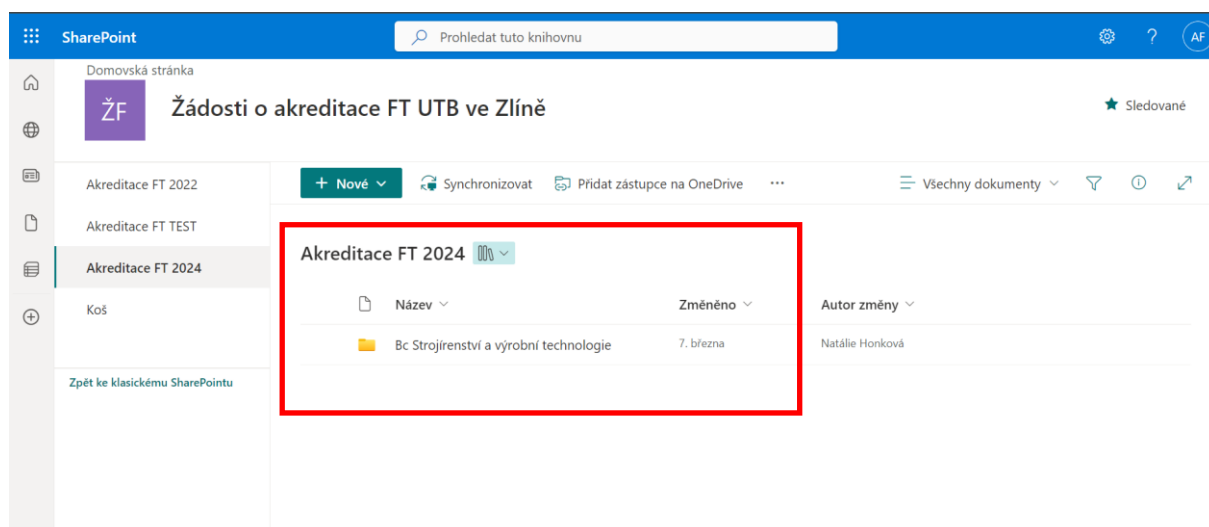 SharePoint
Prohledat tuto knihovnu
?
AF
Domovská stránka
ŽF
Žádosti o akreditace FT UTB ve Zlíně
Sledované
Akreditace FT 2022
Akreditace FT TEST
Akreditace FT 2024
Koš
Zpět ke klasickému SharePointu
+ Nové
Synchronizovat
Přidat zástupce na OneDrive
...
Všechny dokumenty
Akreditace FT 2024
Název
Změněno
Autor změny
Bc Strojírenství a výrobní technologie
7. března
Natálie Honková